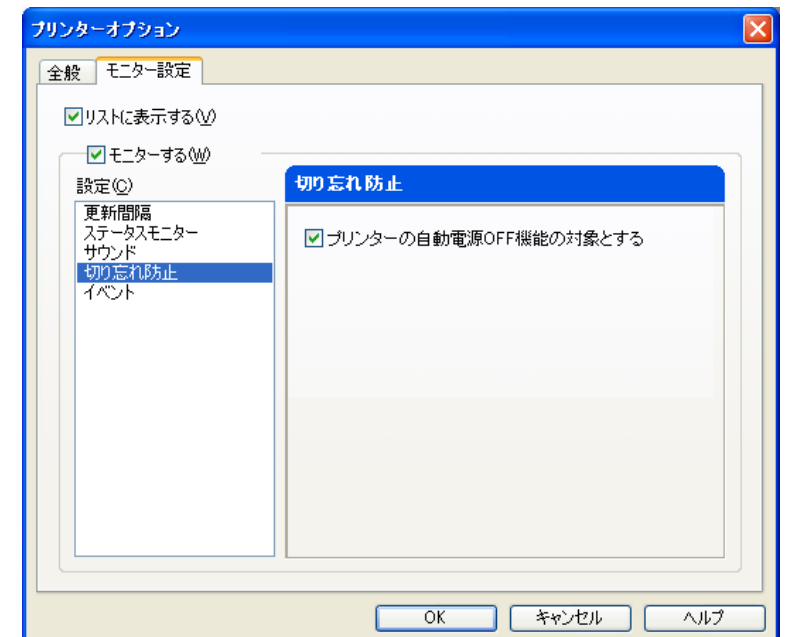 プリンターオプション
全般 モニター設定
リストに表示する(V)
モニターする(W)
設定(C)
更新間隔
ステータスモニター
サウンド
切り忘れ防止
イベント
切り忘れ防止
プリンターの自動電源OFF機能の対象とする
OK キャンセル ヘルプ